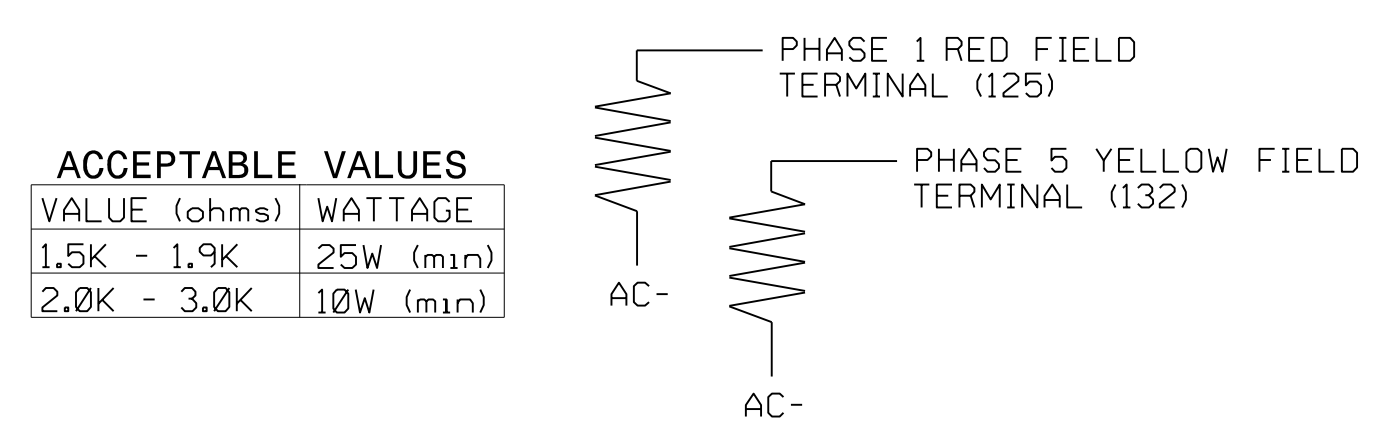 ACCEPTABLE VALUES
VALUE (ohms) WATTAGE
1.5K - 1.9K 25W (min)
2.0K - 3.0K 10W (min)
PHASE 1 RED FIELD
TERMINAL (125)
AC-
PHASE 5 YELLOW FIELD
TERMINAL (132)
AC-